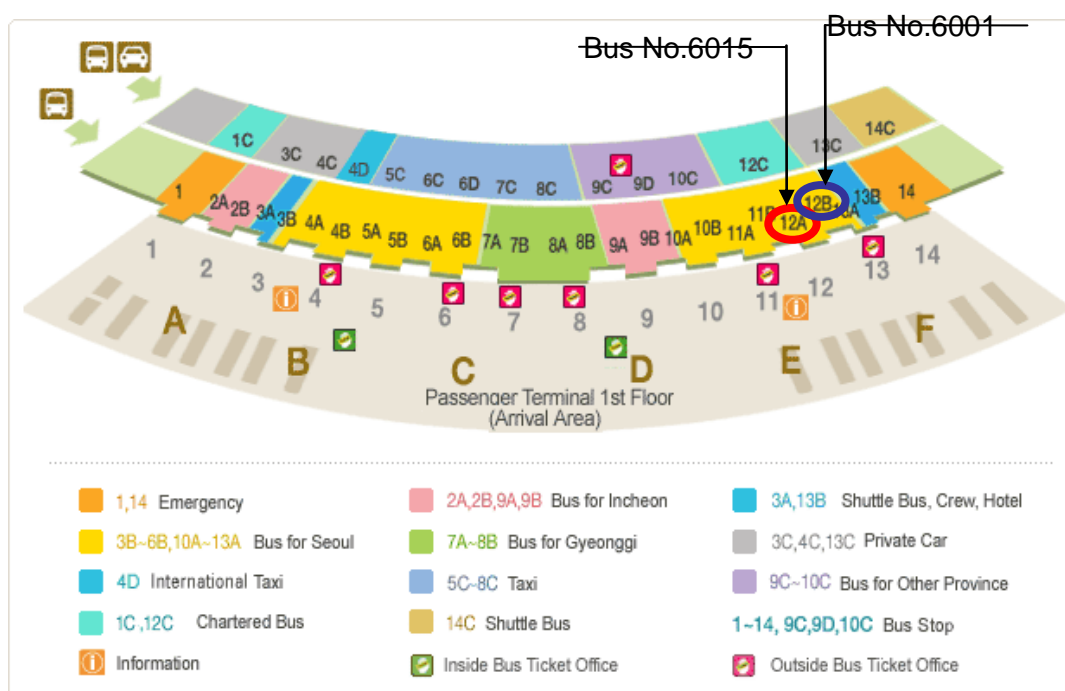 Bus No.6001
Bus No.6015
1C
3C
4C
4D
5C
6C
6D
7C
8C
9C
9D
10C
12C
13C
14C
1
2A
2B
3A
3B
4A
4B
5A
5B
6A
6B
7A
7B
8A
8B
9A
9B
10A
10B
11A
11B
12A
12B
13A
13B
14
1
2
3
4
5
6
7
8
9
10
11
12
13
14
A
B
C
D
E
F
Passenger Terminal 1st Floor
(Arrival Area)
1,14 Emergency
2A,2B,9A,9B Bus for Incheon
3A,13B Shuttle Bus, Crew, Hotel
3B~6B,10A~13A Bus for Seoul
7A~8B Bus for Gyeonggi
3C,4C,13C Private Car
4D International Taxi
5C~8C Taxi
9C~10C Bus for Other Province
1C ,12C Chartered Bus
14C Shuttle Bus
1~14, 9C,9D,10C Bus Stop
Information
Inside Bus Ticket Office
Outside Bus Ticket Office